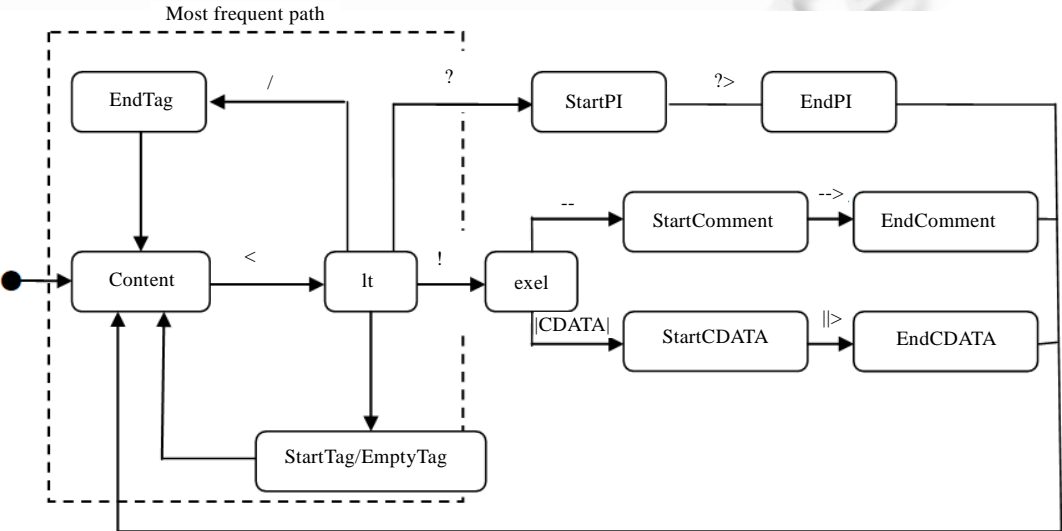 Most frequent path
EndTag
/
?
StartPI
?>
EndPI
--
StartComment
-->
EndComment
Content
<
lt
!
exel
|CDATA|
StartCDATA
||>
EndCDATA
StartTag/EmptyTag